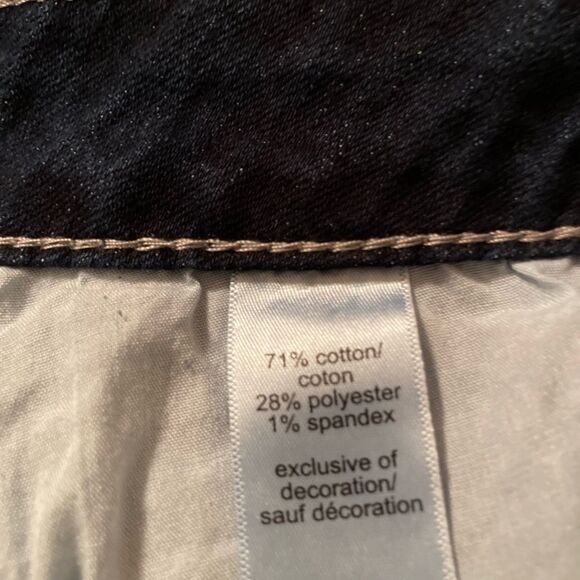 71% cotton/
coton
28% polyester
1% spandex
exclusive of
decoration/
sauf décoration